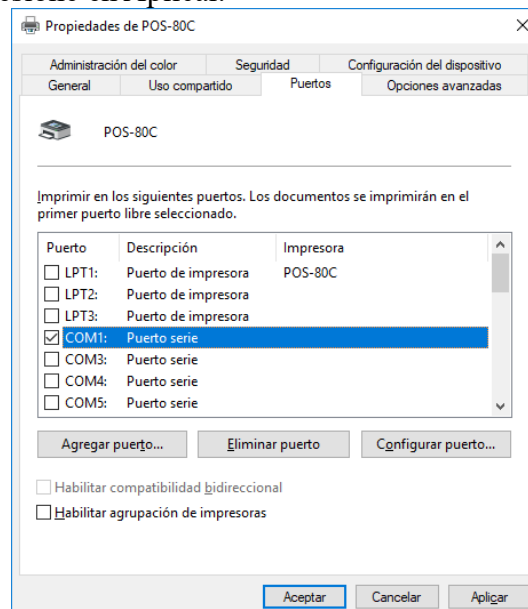 Propiedades de POS-80C
Administración del color Seguridad Configuración del dispositivo
General Uso compartido Puertos Opciones avanzadas
POS-80C
Imprimir en los siguientes puertos. Los documentos se imprimirán en el
primer puerto libre seleccionado.
Puerto Descripción Impresora
LPT1: Puerto de impresora POS-80C
LPT2: Puerto de impresora
LPT3: Puerto de impresora
COM1: Puerto serie
COM3: Puerto serie
COM4: Puerto serie
COM5: Puerto serie
Agregar puerto... Eliminar puerto Configurar puerto...
Habilitar compatibilidad bidireccional
Habilitar agrupación de impresoras
Aceptar Cancelar Aplicar